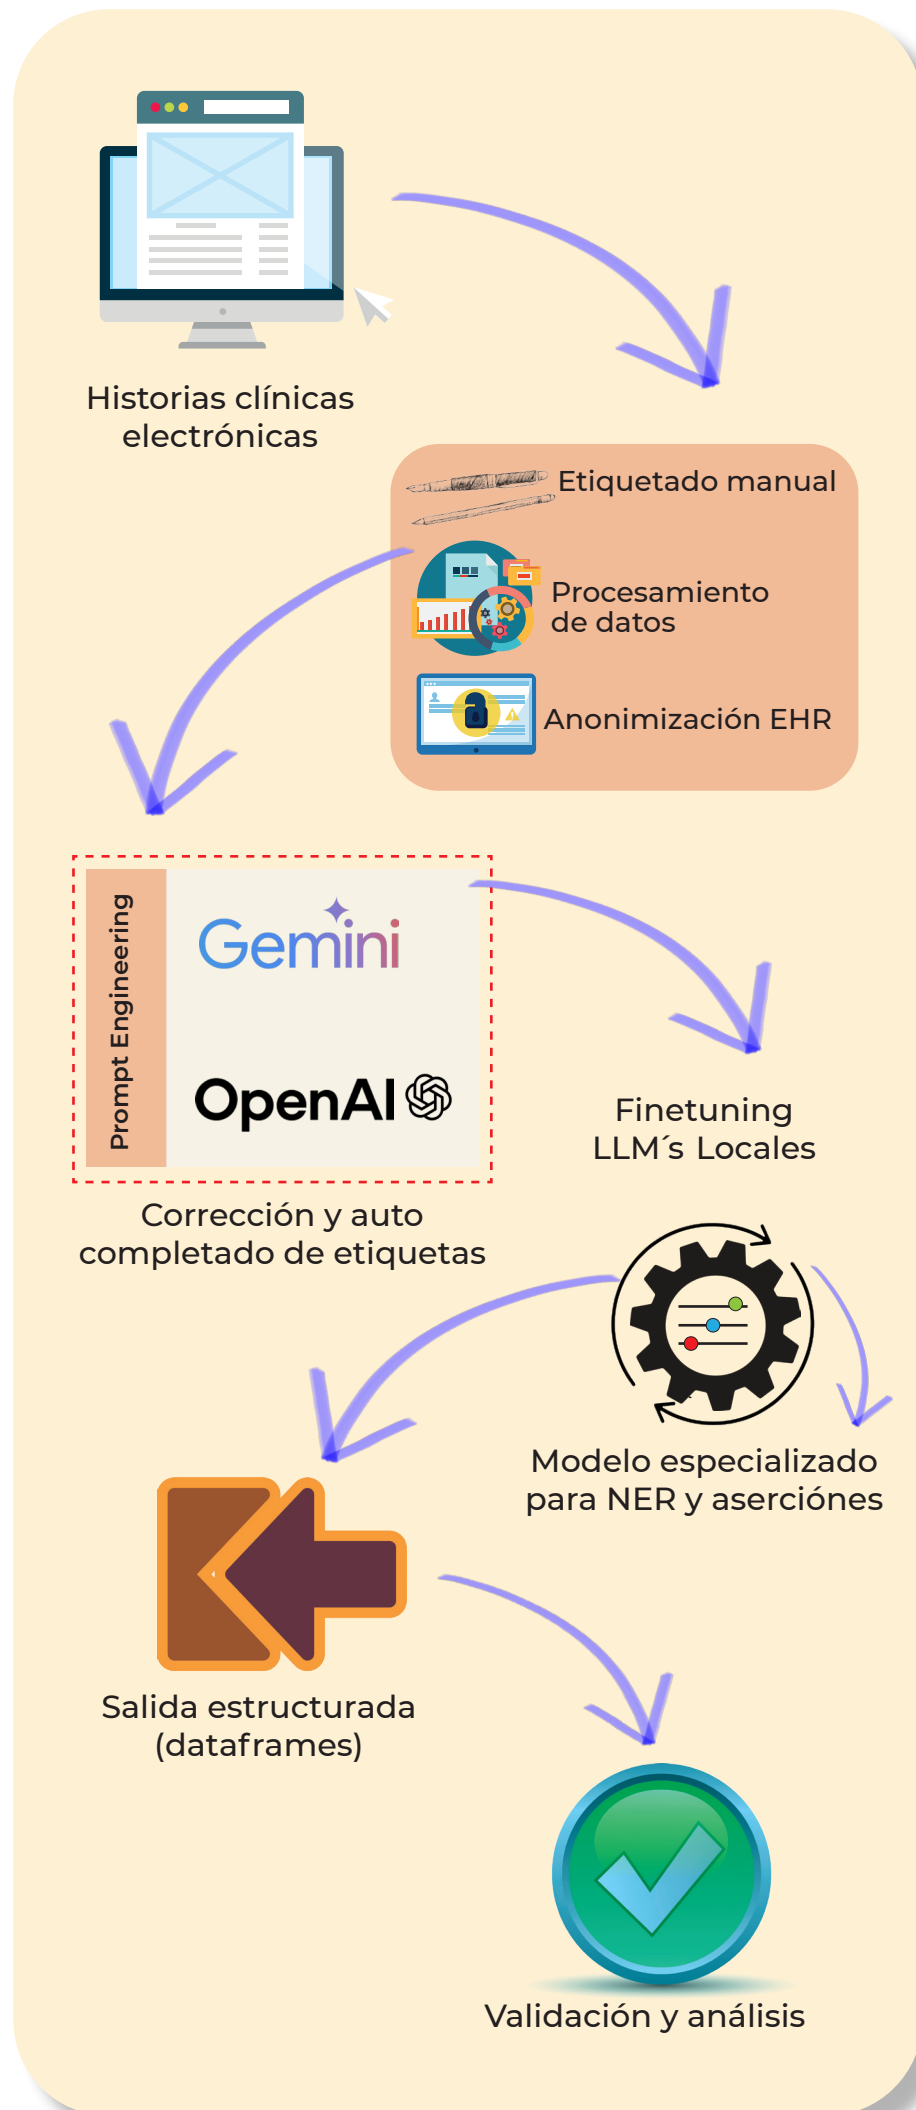 Historias clínicas
electrónicas
Etiquetado manual
Procesamiento
de datos
Anonimización EHR
Prompt Engineering
Gemini
OpenAI
Corrección y auto
completado de etiquetas
Finetuning
LLM´s Locales
Modelo especializado
para NER y aserciónes
Salida estructurada
(dataframes)
Validación y análisis